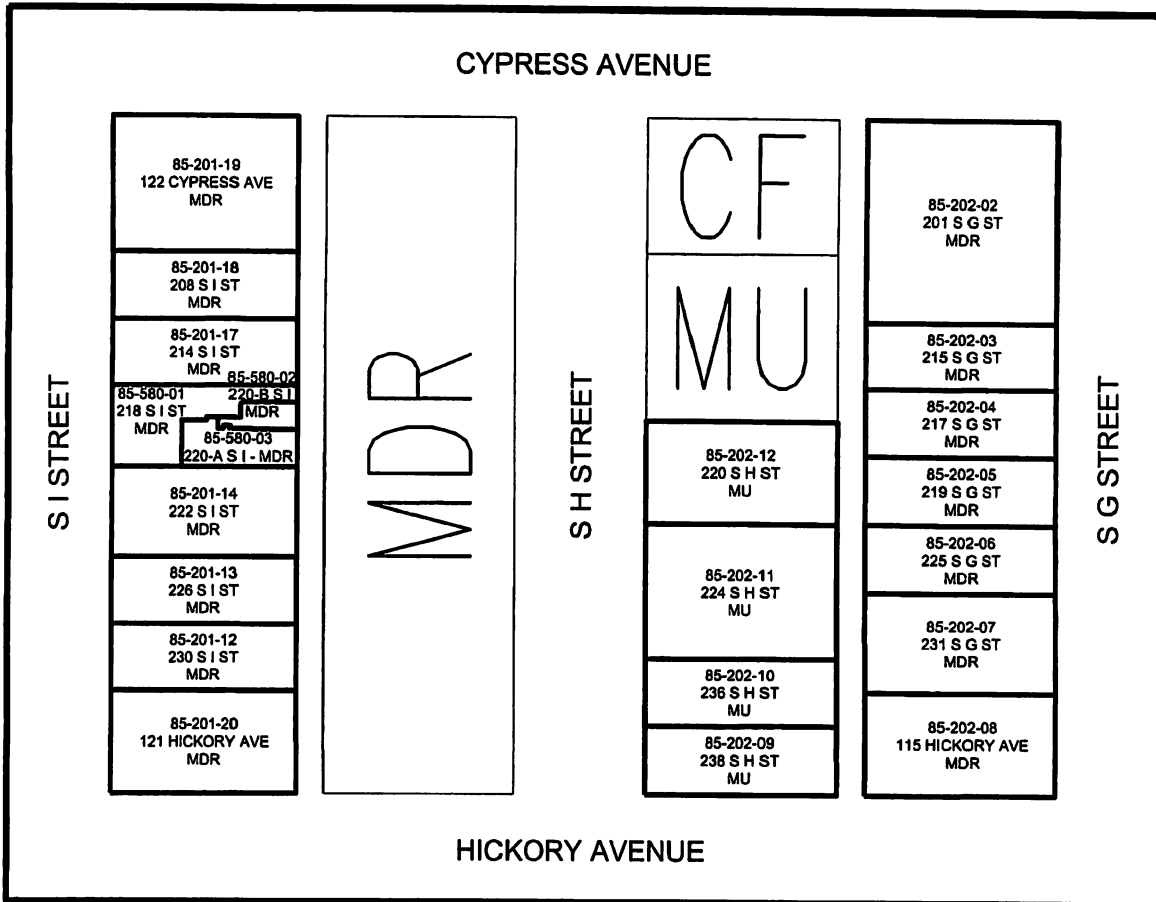 CYPRESS AVENUE
85-201-19
122 CYPRESS AVE
MDR
85-201-18
208 S I ST
MDR
85-201-17
214 S I ST
MDR
85-580-02
220-B S I
MDR
85-580-01
218 S I ST
MDR
85-580-03
220-A S I - MDR
85-201-14
222 S I ST
MDR
85-201-13
226 S I ST
MDR
85-201-12
230 S I ST
MDR
85-201-20
121 HICKORY AVE
MDR
S I STREET
MDR
S H STREET
CF
MU
85-202-12
220 S H ST
MU
85-202-11
224 S H ST
MU
85-202-10
236 S H ST
MU
85-202-09
238 S H ST
MU
85-202-02
201 S G ST
MDR
85-202-03
215 S G ST
MDR
85-202-04
217 S G ST
MDR
85-202-05
219 S G ST
MDR
85-202-06
225 S G ST
MDR
85-202-07
231 S G ST
MDR
85-202-08
115 HICKORY AVE
MDR
S G STREET
HICKORY AVENUE